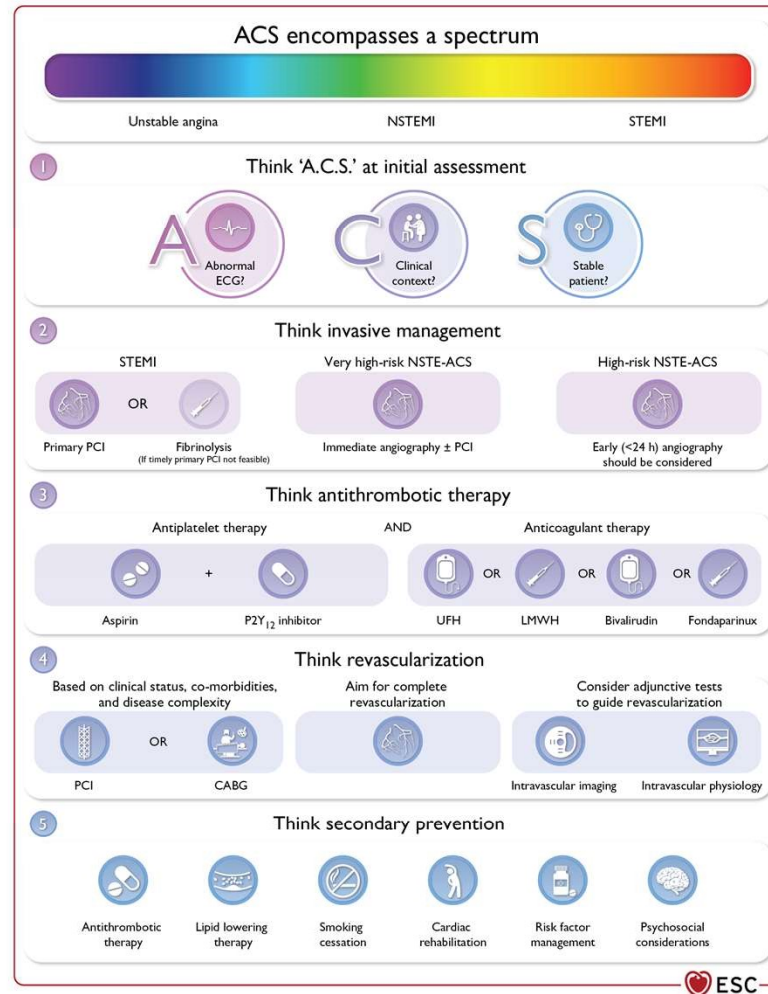 ACS encompasses a spectrum
Unstable angina NSTEMI STEMI
1 Think ‘A.C.S.’ at initial assessment
A C S
Abnormal Clinical Stable
ECG? context? patient?
2 Think invasive management
STEMI Very high-risk NSTE-ACS High-risk NSTE-ACS
OR
Primary PCI Fibrinolysis Immediate angiography ± PCI Early (<24 h) angiography
(If timely primary PCI not feasible) should be considered
3 Think antithrombotic therapy
Antiplatelet therapy AND Anticoagulant therapy
+ OR OR OR
Aspirin P2Y₁₂ inhibitor UFH LMWH Bivalirudin Fondaparinux
4 Think revascularization
Based on clinical status, co-morbidities, Aim for complete Consider adjunctive tests
and disease complexity revascularization to guide revascularization
OR
PCI CABG Intravascular imaging Intravascular physiology
5 Think secondary prevention
Antithrombotic Lipid lowering Smoking Cardiac Risk factor Psychosocial
therapy therapy cessation rehabilitation management considerations
ESC